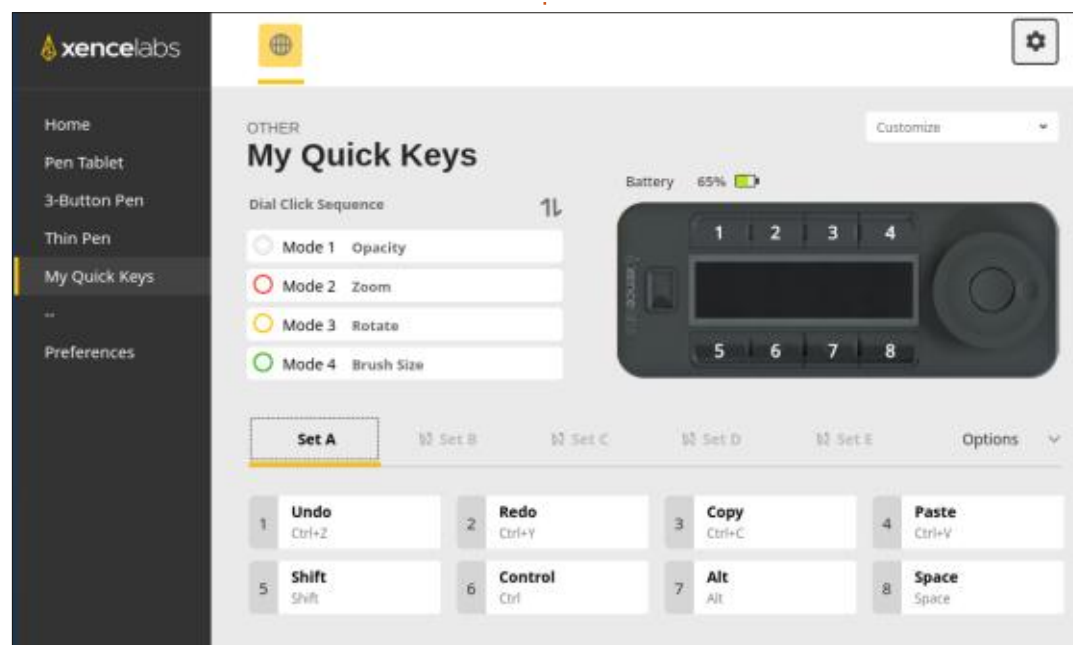 xencelabs
Home
Pen Tablet
3-Button Pen
Thin Pen
My Quick Keys
--
Preferences
OTHER
My Quick Keys
Customize
Battery 65%
Dial Click Sequence
Mode 1 Opacity
Mode 2 Zoom
Mode 3 Rotate
Mode 4 Brush Size
1 2 3 4
5 6 7 8
Set A Set B Set C Set D Set E Options
1 Undo
Ctrl+Z
2 Redo
Ctrl+Y
3 Copy
Ctrl+C
4 Paste
Ctrl+V
5 Shift
Shift
6 Control
Ctrl
7 Alt
Alt
8 Space
Space